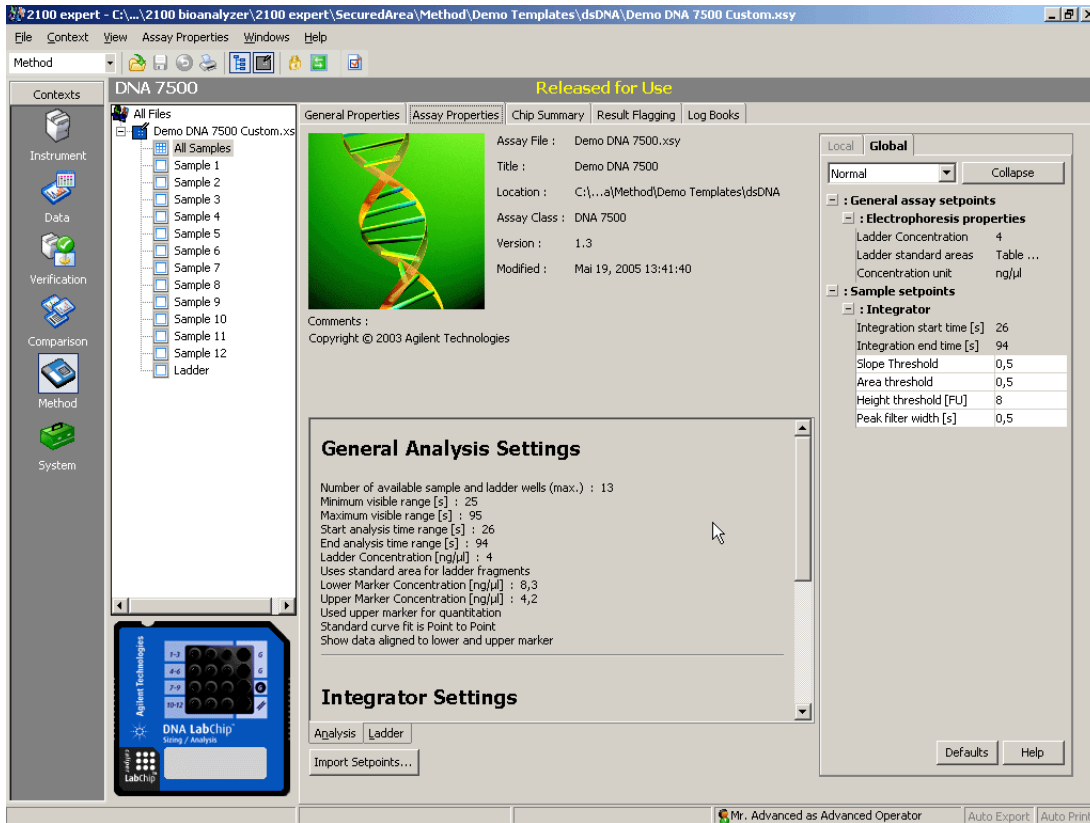 2100 expert - C:\...\2100 bioanalyzer\2100 expert\SecuredArea\Method\Demo Templates\dsDNA\Demo DNA 7500 Custom.xsy
File Context View Assay Properties Windows Help
Method
Contexts
Instrument
Data
Verification
Comparison
Method
System
DNA 7500 Released for Use
All Files
Demo DNA 7500 Custom.xs
All Samples
Sample 1
Sample 2
Sample 3
Sample 4
Sample 5
Sample 6
Sample 7
Sample 8
Sample 9
Sample 10
Sample 11
Sample 12
Ladder
Agilent Technologies
1-3 G
4-6 G
7-9 G
10-12
DNA LabChip
Sizing / Analysis
caliper
LabChip
General Properties Assay Properties Chip Summary Result Flagging Log Books
Assay File : Demo DNA 7500.xsy
Title : Demo DNA 7500
Location : C:\...a\Method\Demo Templates\dsDNA
Assay Class : DNA 7500
Version : 1.3
Modified : Mai 19, 2005 13:41:40
Comments :
Copyright © 2003 Agilent Technologies
General Analysis Settings
Number of available sample and ladder wells (max.) : 13
Minimum visible range [s] : 25
Maximum visible range [s] : 95
Start analysis time range [s] : 26
End analysis time range [s] : 94
Ladder Concentration [ng/µl] : 4
Uses standard area for ladder fragments
Lower Marker Concentration [ng/µl] : 8,3
Upper Marker Concentration [ng/µl] : 4,2
Used upper marker for quantitation
Standard curve fit is Point to Point
Show data aligned to lower and upper marker
Integrator Settings
Analysis Ladder
Import Setpoints...
Local Global
Normal Collapse
: General assay setpoints
: Electrophoresis properties
Ladder Concentration 4
Ladder standard areas Table ...
Concentration unit ng/µl
: Sample setpoints
: Integrator
Integration start time [s] 26
Integration end time [s] 94
Slope Threshold 0,5
Area threshold 0,5
Height threshold [FU] 8
Peak filter width [s] 0,5
Defaults Help
Mr. Advanced as Advanced Operator Auto Export Auto Prin